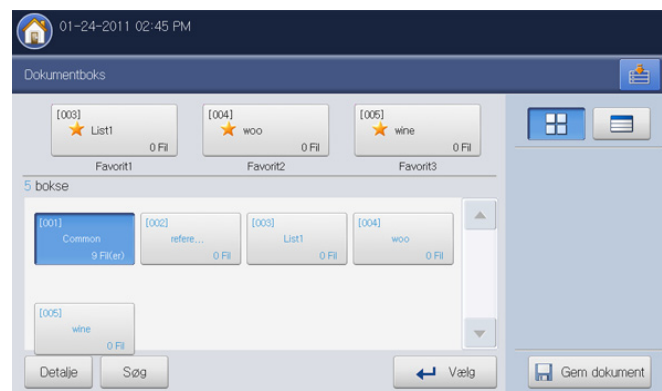 01-24-2011 02:45 PM
Dokumentboks
[003] [004] [005]
List1 woo wine
0 Fil 0 Fil 0 Fil
Favorit1 Favorit2 Favorit3
5 bokse
[001] [002] [003] [004]
Common refere... List1 woo
9 Fil(er) 0 Fil 0 Fil 0 Fil
[005]
wine
0 Fil
Detalje Søg Vælg Gem dokument